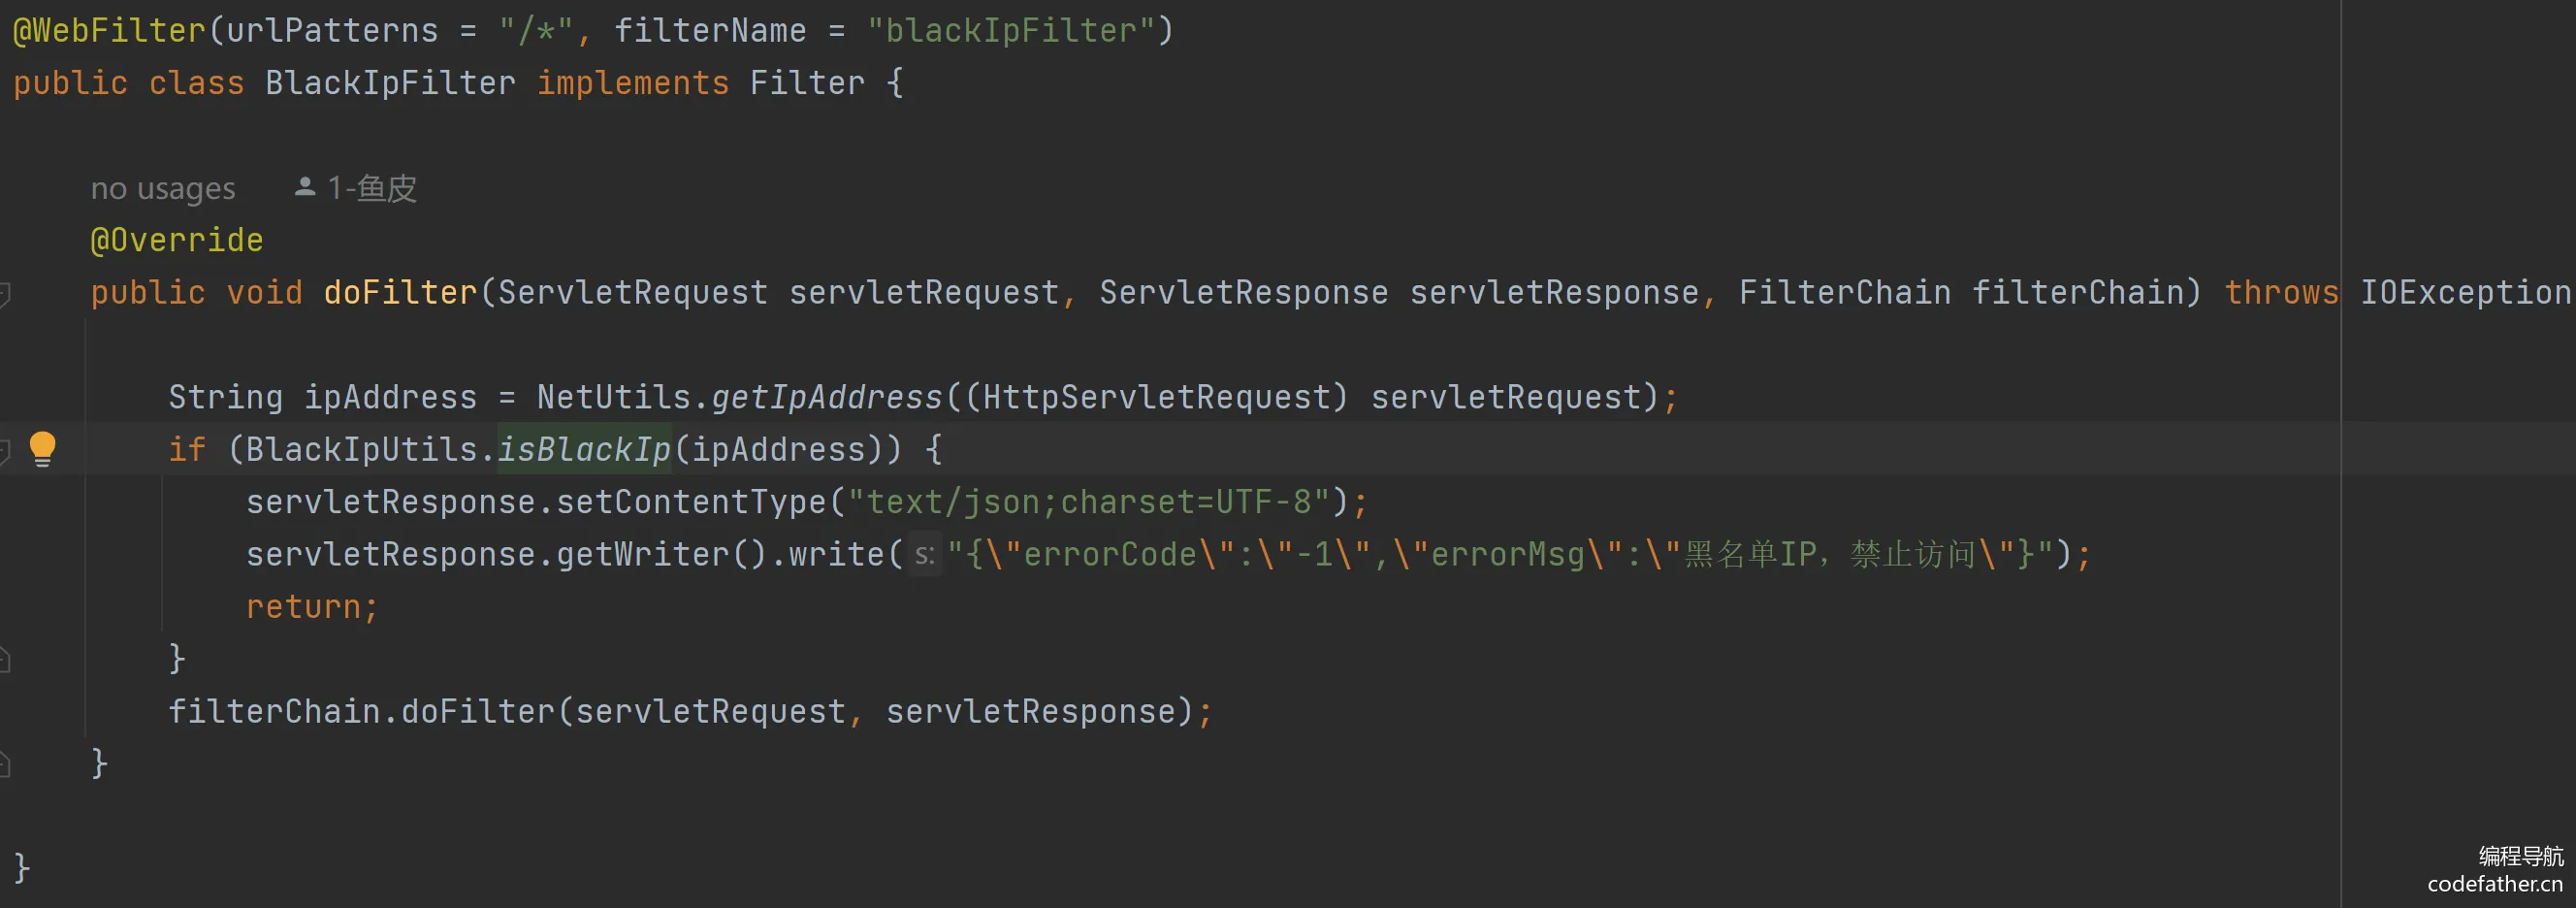 @WebFilter(urlPatterns = "/*", filterName = "blackIpFilter")
public class BlackIpFilter implements Filter {
no usages 1-鱼皮
@Override
public void doFilter(ServletRequest servletRequest, ServletResponse servletResponse, FilterChain filterChain) throws IOException
String ipAddress = NetUtils.getIpAddress((HttpServletRequest) servletRequest);
if (BlackIpUtils.isBlackIp(ipAddress)) {
servletResponse.setContentType("text/json;charset=UTF-8");
servletResponse.getWriter().write( s: "{\"errorCode\":\"-1\",\"errorMsg\":\"黑名单IP，禁止访问\"}");
return;
}
filterChain.doFilter(servletRequest, servletResponse);
}
}
编程导航
codefather.cn